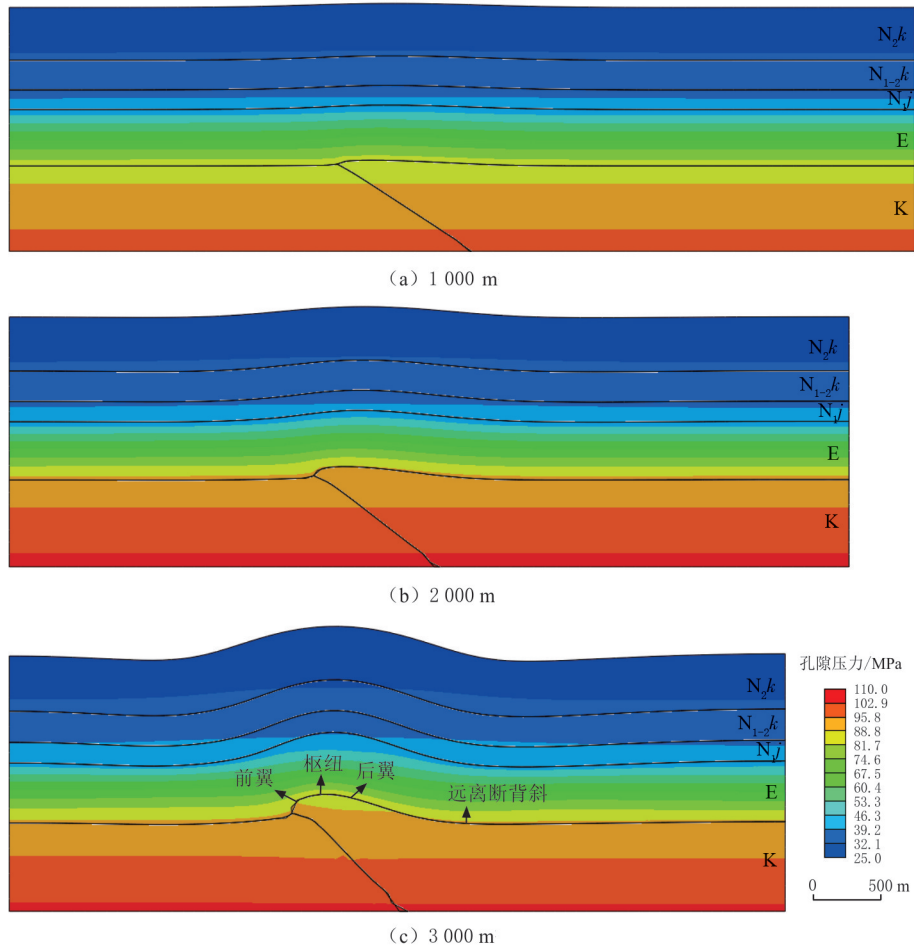 N₂k
N₁₋₂k
N₁j
E
K
(a) 1 000 m
N₂k
N₁₋₂k
N₁j
E
K
(b) 2 000 m
孔隙压力/MPa
110.0
102.9
95.8
88.8
81.7
74.6
67.5
60.4
53.3
46.3
39.2
32.1
25.0
0 500 m
N₂k
N₁₋₂k
N₁j
前翼 枢纽 后翼 E
远离断背斜
K
(c) 3 000 m